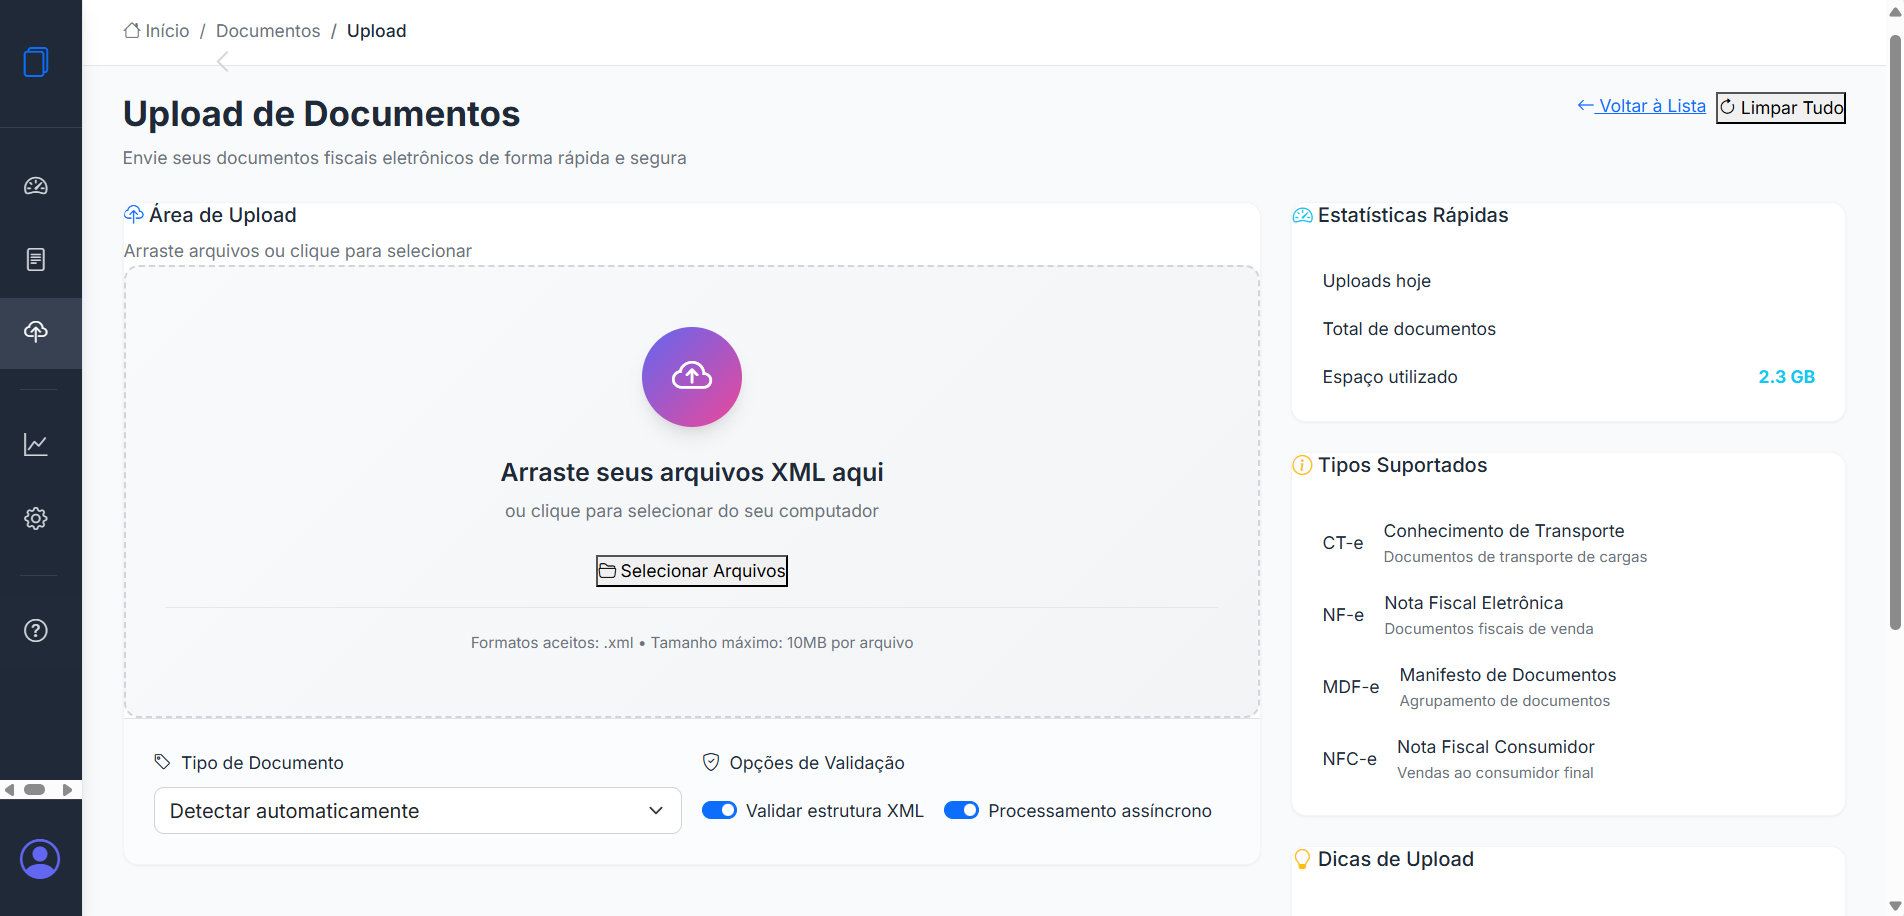 Início / Documentos / Upload
Upload de Documentos
Envie seus documentos fiscais eletrônicos de forma rápida e segura
← Voltar à Lista
Limpar Tudo
Área de Upload
Arraste arquivos ou clique para selecionar
Arraste seus arquivos XML aqui
ou clique para selecionar do seu computador
Selecionar Arquivos
Formatos aceitos: .xml • Tamanho máximo: 10MB por arquivo
Tipo de Documento
Detectar automaticamente
Opções de Validação
Validar estrutura XML
Processamento assíncrono
Estatísticas Rápidas
Uploads hoje
Total de documentos
Espaço utilizado 2.3 GB
Tipos Suportados
CT-e
Conhecimento de Transporte
Documentos de transporte de cargas
NF-e
Nota Fiscal Eletrônica
Documentos fiscais de venda
MDF-e
Manifesto de Documentos
Agrupamento de documentos
NFC-e
Nota Fiscal Consumidor
Vendas ao consumidor final
Dicas de Upload